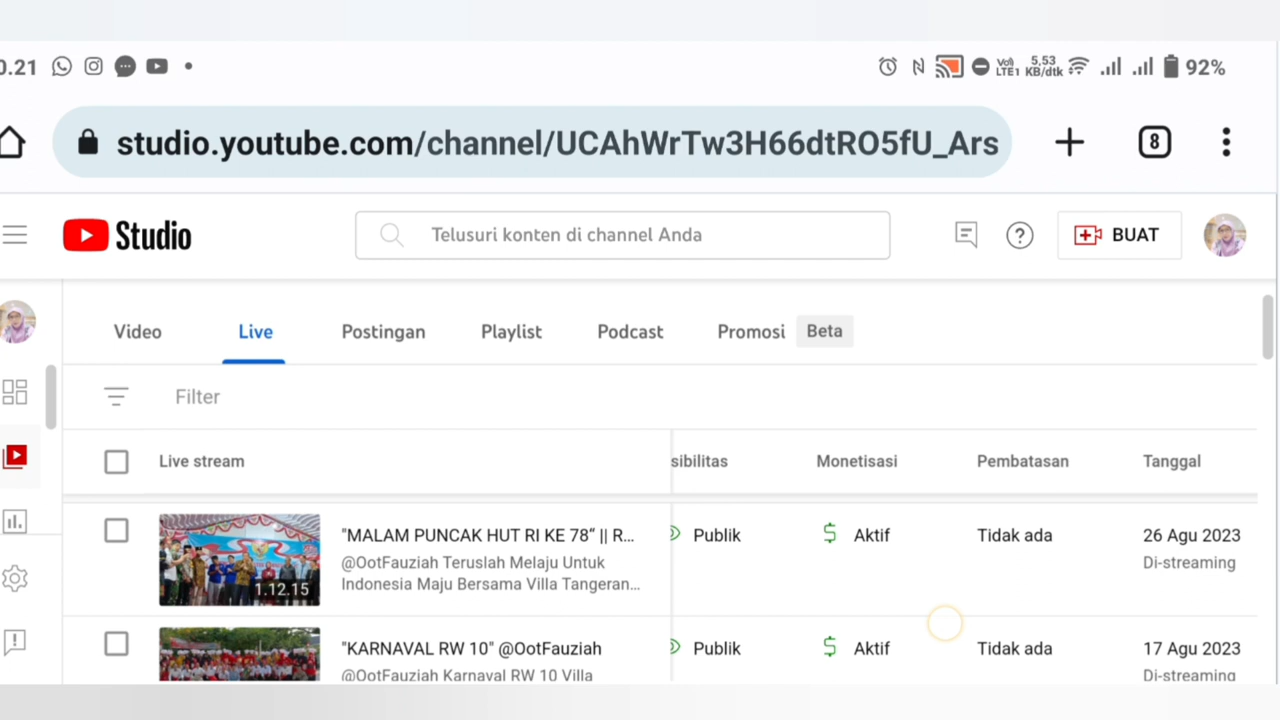 0.21
VoI) LTE1 5,53 KB/dtk 92%
studio.youtube.com/channel/UCAhWrTw3H66dtRO5fU_Ars
8
Studio
Telusuri konten di channel Anda
BUAT
Video Live Postingan Playlist Podcast Promosi Beta
Filter
Live stream sibilitas Monetisasi Pembatasan Tanggal
"MALAM PUNCAK HUT RI KE 78“ || R... Publik Aktif Tidak ada 26 Agu 2023
@OotFauziah Teruslah Melaju Untuk Di-streaming
Indonesia Maju Bersama Villa Tangeran...
1.12.15
"KARNAVAL RW 10" @OotFauziah Publik Aktif Tidak ada 17 Agu 2023
@OotFauziah Karnaval RW 10 Villa Di-streaming